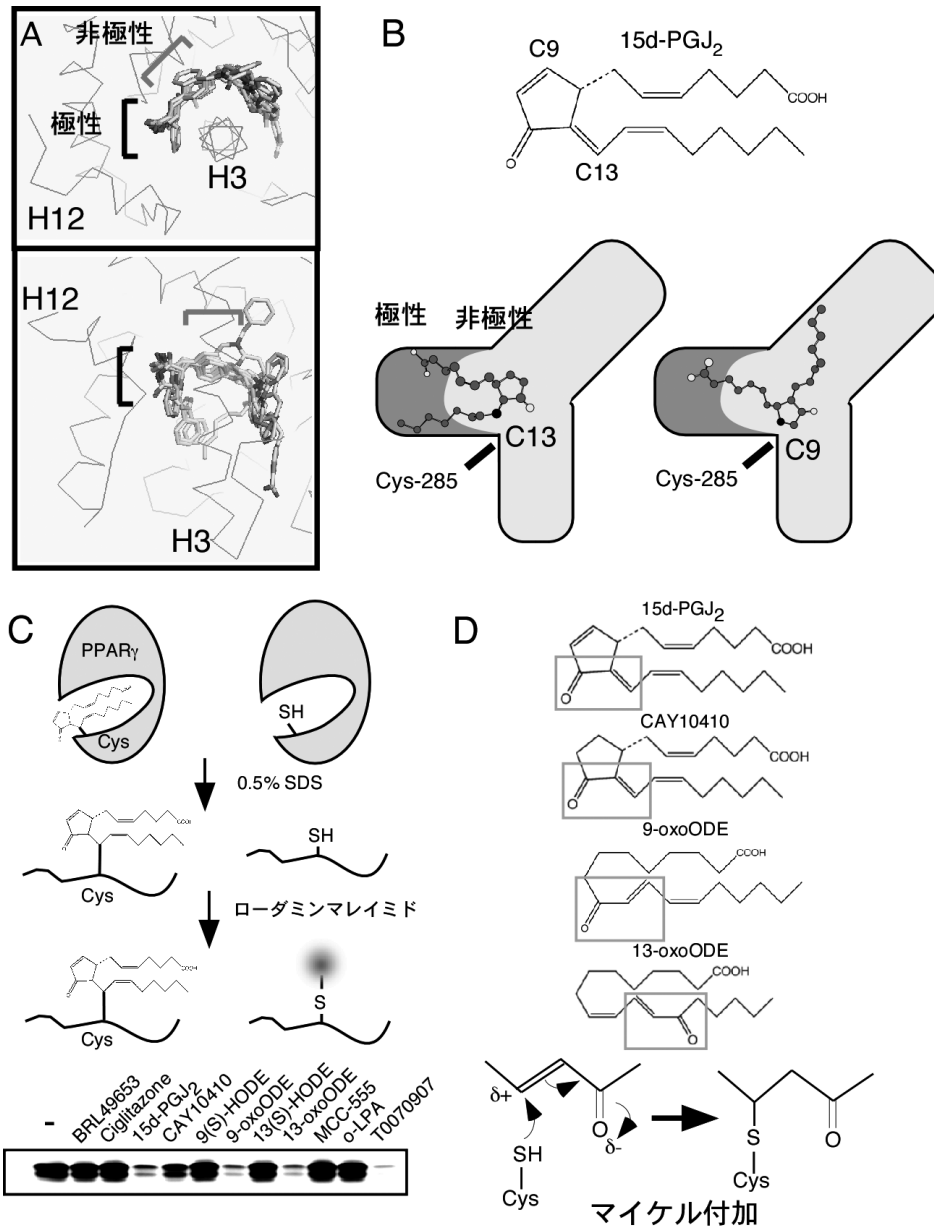 A
非極性
極性
H3
H12
H12
H3
B
15d-PGJ2
C9
COOH
O
C13
極性
非極性
C13
Cys-285
C9
Cys-285
C
PPARγ
SH
Cys
0.5% SDS
COOH
O
SH
Cys
ローダミンマレイミド
COOH
O
S
Cys
-
BRL49653
Ciglitazone
15d-PGJ2
CAY10410
9(S)-HODE
9-oxoODE
13(S)-HODE
13-oxoODE
MCC-555
o-LPA
T0070907
D
15d-PGJ2
COOH
O
CAY10410
COOH
O
9-oxoODE
COOH
O
13-oxoODE
COOH
O
δ+
O
δ-
SH
Cys
S
O
Cys
マイケル付加